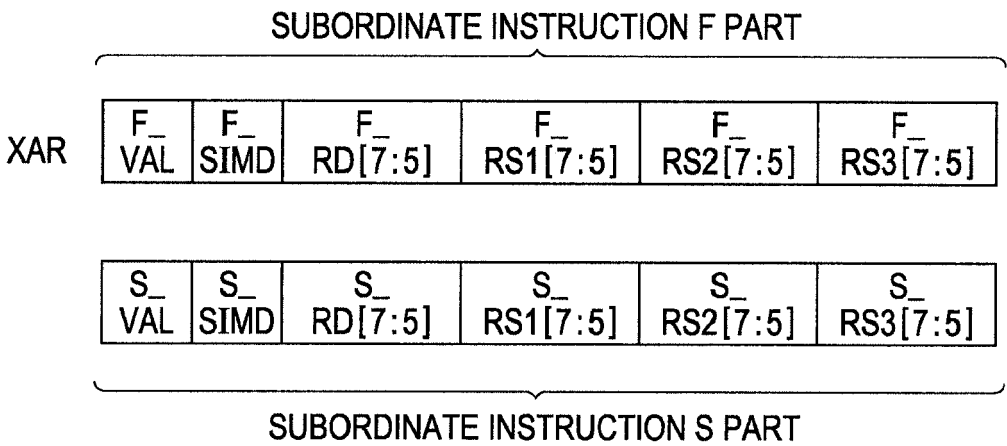 SUBORDINATE INSTRUCTION F PART
XAR
F_ F_ F_ F_ F_ F_
VAL SIMD RD[7:5] RS1[7:5] RS2[7:5] RS3[7:5]
S_ S_ S_ S_ S_ S_
VAL SIMD RD[7:5] RS1[7:5] RS2[7:5] RS3[7:5]
SUBORDINATE INSTRUCTION S PART